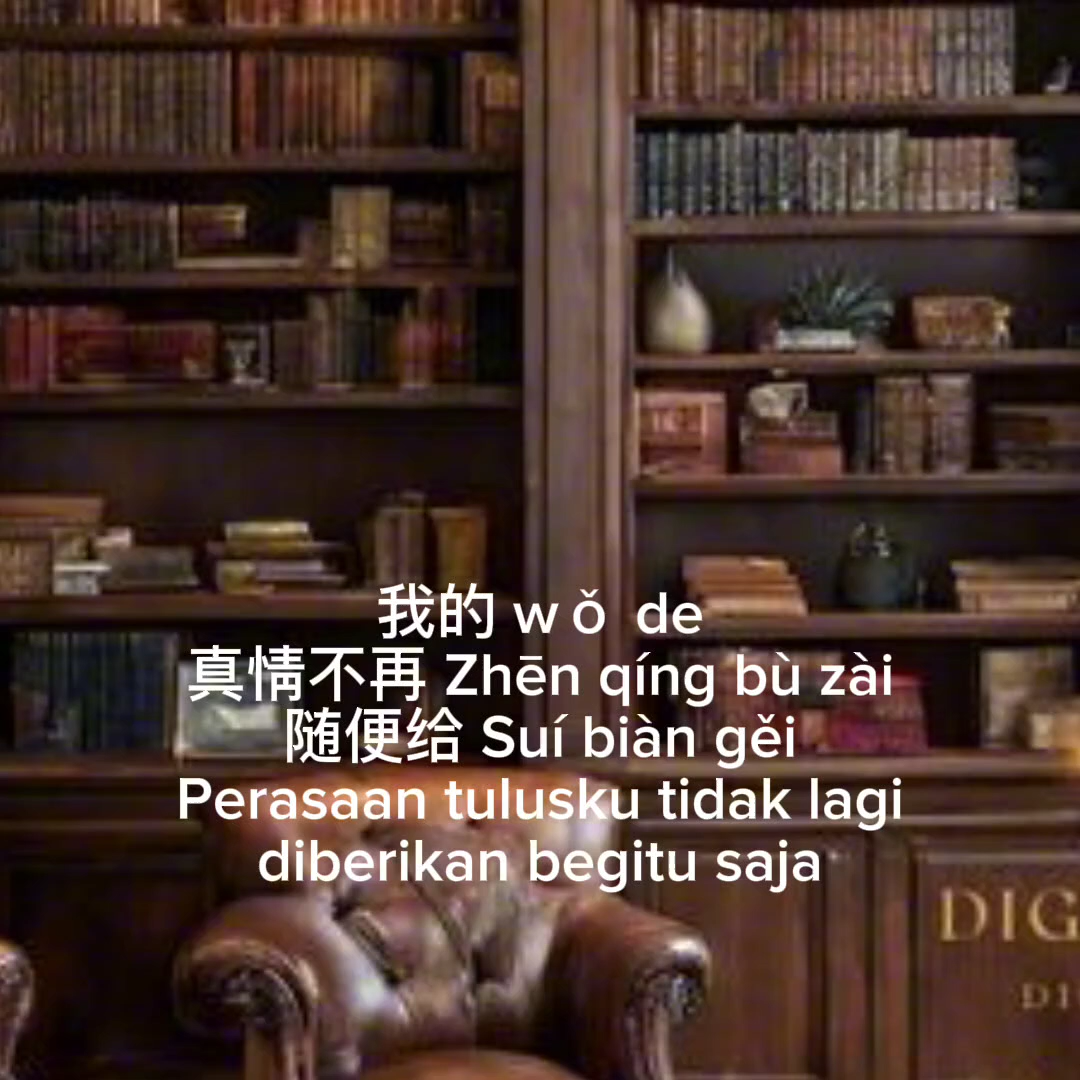 我的 wǒ de
真情不再 Zhēn qíng bù zài
随便给 Suí biàn gěi
Perasaan tulusku tidak lagi
diberikan begitu saja
DIG
DI